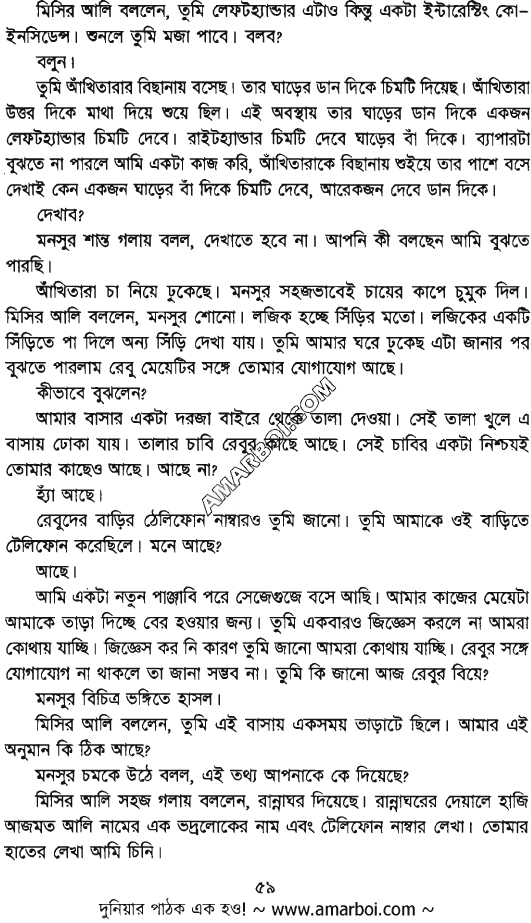 মিসির আলি বললেন, তুমি লেফটহ্যান্ডার এটাও কিন্তু একটা ইন্টারেস্টিং কো–
ইনসিডেন্স। শুনলে তুমি মজা পাবে। বলব?
বলুন।
তুমি আঁখিতারার বিছানায় বসেছ। তার ঘাড়ের ডান দিকে চিমটি দিয়েছ। আঁখিতারা
উত্তর দিকে মাথা দিয়ে শুয়ে ছিল। এই অবস্থায় তার ঘাড়ের ডান দিকে একজন
লেফটহ্যান্ডার চিমটি দেবে। রাইটহ্যান্ডার চিমটি দেবে ঘাড়ের বাঁ দিকে। ব্যাপারটা
বুঝতে না পারলে আমি একটা কাজ করি, আঁখিতারাকে বিছানায় শুইয়ে তার পাশে বসে
দেখাই কেন একজন ঘাড়ের বাঁ দিকে চিমটি দেবে, আরেকজন দেবে ডান দিকে।
দেখাব?
মনসুর শান্ত গলায় বলল, দেখাতে হবে না। আপনি কী বলছেন আমি বুঝতে
পারছি।
আঁখিতারা চা নিয়ে ঢুকেছে। মনসুর সহজভাবেই চায়ের কাপে চুমুক দিল।
মিসির আলি বললেন, মনসুর শোনো। লজিক হচ্ছে সিঁড়ির মতো। লজিকের একটি
সিঁড়িতে পা দিলে অন্য সিঁড়ি দেখা যায়। তুমি আমার ঘরে ঢুকেছ এটা জানার পর
বুঝতে পারলাম রেবু মেয়েটির সঙ্গে তোমার যোগাযোগ আছে।
কীভাবে বুঝলেন?
আমার বাসার একটা দরজা বাইরে থেকে তালা দেওয়া। সেই তালা খুলে এ
বাসায় ঢোকা যায়। তালার চাবি রেবুর কাছে আছে। সেই চাবির একটা নিশ্চয়ই
তোমার কাছেও আছে। আছে না?
হ্যাঁ আছে।
রেবুদের বাড়ির টেলিফোন নাম্বারও তুমি জানো। তুমি আমাকে ওই বাড়িতে
টেলিফোন করেছিলে। মনে আছে?
আছে।
আমি একটা নতুন পাঞ্জাবি পরে সেজেগুজে বসে আছি। আমার কাজের মেয়েটা
আমাকে তাড়া দিচ্ছে বের হওয়ার জন্য। তুমি একবারও জিজ্ঞেস করলে না আমরা
কোথায় যাচ্ছি। জিজ্ঞেস কর নি কারণ তুমি জানো আমরা কোথায় যাচ্ছি। রেবুর সঙ্গে
যোগাযোগ না থাকলে তা জানা সম্ভব না। তুমি কি জানো আজ রেবুর বিয়ে?
মনসুর বিচিত্র ভঙ্গিতে হাসল।
মিসির আলি বললেন, তুমি এই বাসায় একসময় ভাড়াটে ছিলে। আমার এই
অনুমান কি ঠিক আছে?
মনসুর চমকে উঠে বলল, এই তথ্য আপনাকে কে দিয়েছে?
মিসির আলি সহজ গলায় বললেন, রান্নাঘর দিয়েছে। রান্নাঘরের দেয়ালে হাজি
আজমত আলি নামের এক ভদ্রলোকের নাম এবং টেলিফোন নাম্বার লেখা। তোমার
হাতের লেখা আমি চিনি।
AMARBOI.COM
৫৯
দুনিয়ার পাঠক এক হও! ~ www.amarboi.com ~